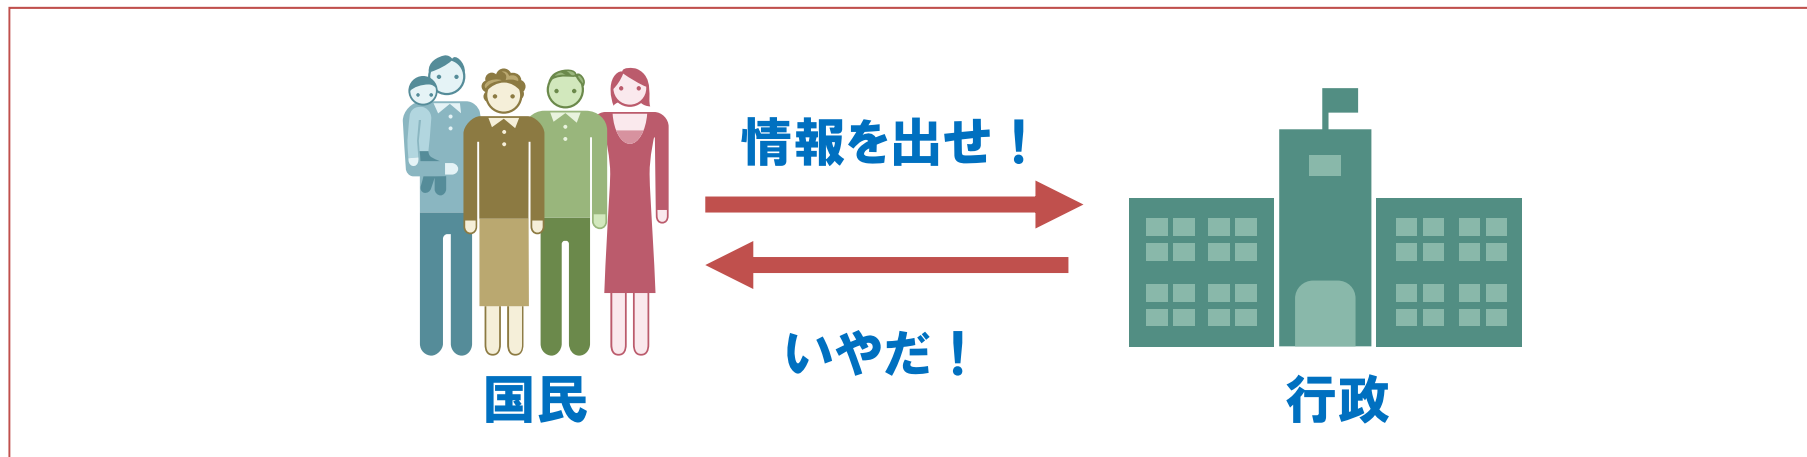 情報を出せ！
いやだ！
国民
行政